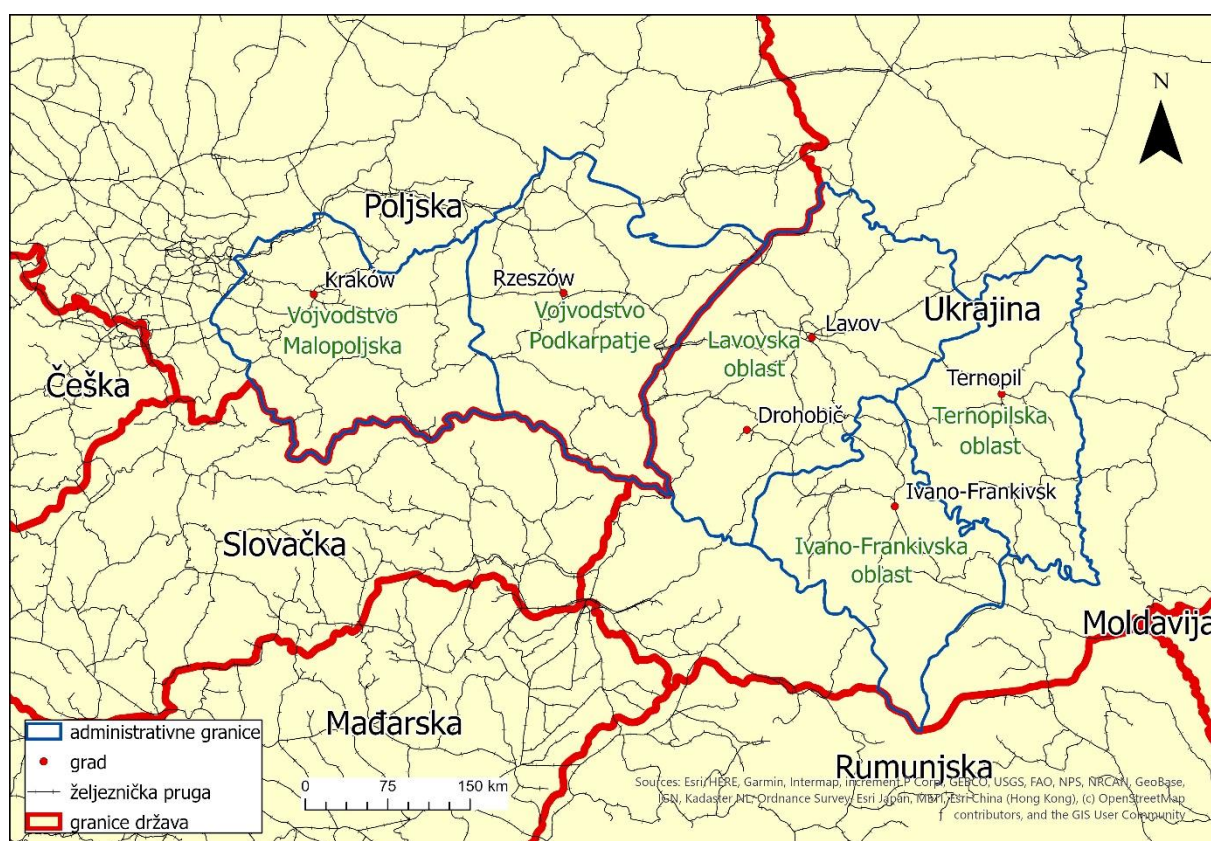 N
Poljska
Kraków
Vojvodstvo
Malopoljska
Rzeszów
Vojvodstvo
Podkarpatje
Ukrajina
Lavov
Lavovska
oblast
Ternopil
Ternopilska
oblast
Češka
Drohobič
Ivano-Frankivsk
Ivano-Frankivska
oblast
Slovačka
Moldavija
Mađarska
Rumunjska
administrativne granice
grad
željeznička pruga
granice država
0 75 150 km
Sources: Esri, HERE, Garmin, Intermap, increment P Corp., GEBCO, USGS, FAO, NPS, NRCAN, GeoBase,
IGN, Kadaster NL, Ordnance Survey, Esri Japan, METI, Esri China (Hong Kong), (c) OpenStreetMap
contributors, and the GIS User Community